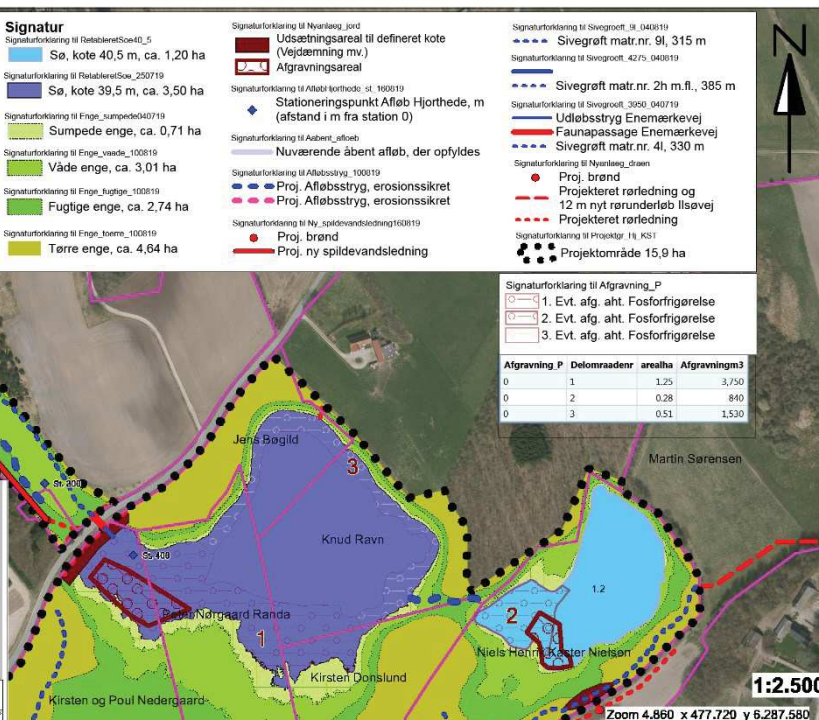 Signatur
Signaturforklaring til RetableretSoe40_5
Sø, kote 40,5 m, 1,20 ha
Signaturforklaring til RetableretSoe_250719
Sø, kote 39,5 m, 3,50 ha
Signaturforklaring til Enge_sumpede040719
Sumpede enge, ca. 0,71 ha
Signaturforklaring til Enge_vaade_100819
Våde enge, ca. 3,01 ha
Signaturforklaring til Enge_fugtige_100819
Fugtige enge, ca. 2,74 ha
Signaturforklaring til Enge_toerre_100819
Tørre enge, ca. 4,64 ha
Signaturforklaring til Nyanlaeg_jord
Udsætningsareal til defineret kote
(Vejdæmning mv.)
Afgravningsareal
Signaturforklaring til AfløbHjorthede_st_160819
Stationeringspunkt Afløb Hjorthede, m
(afstand i m fra station 0)
Signaturforklaring til Aabent_afloeb
Nuværende åbent afløb, der opfyldes
Signaturforklaring til Afløbsstryg_100819
Proj. Afløbsstryg, erosionssikret
Proj. Afløbsstryg, erosionssikret
Signaturforklaring til Ny_spildevandsledning160819
Proj. brønd
Proj. ny spildevandsledning
Signaturforklaring til Sivegroeft_9l_040819
Sivegrøft matr.nr. 9l, 315 m
Signaturforklaring til Sivegroeft_4275_040819
Sivegrøft matr.nr. 2h m.fl., 385 m
Signaturforklaring til Sivegroeft_3950_040719
Udløbsstryg Enemærkevej
Faunapassage Enemærkevej
Sivegrøft matr.nr. 4l, 330 m
Signaturforklaring til Nyanlaeg_draen
Proj. brønd
Projekteret rørledning og
12 m nyt rørunderløb Ilsøvej
Projekteret rørledning
Signaturforklaring til Projektgr_Hj_KST
Projektområde 15,9 ha
N
Signaturforklaring til Afgravning_P
1. Evt. afg. aht. Fosforfrigørelse
2. Evt. afg. aht. Fosforfrigørelse
3. Evt. afg. aht. Fosforfrigørelse
Afgravning_P Delomraadenr arealha Afgravningm3
0 1 1.25 3,750
0 2 0.28 840
0 3 0.51 1,530
Jens Bøgild
3
Martin Sørensen
St. 200
Knud Ravn
St. 400
1.2
Peter Nørgaard Randa
2
1
Niels Henrik Kaster Nielsen
Kirsten Donslund
Kirsten og Poul Nedergaard
1:2.500
Zoom 4.860 x 477.720 y 6.287.580